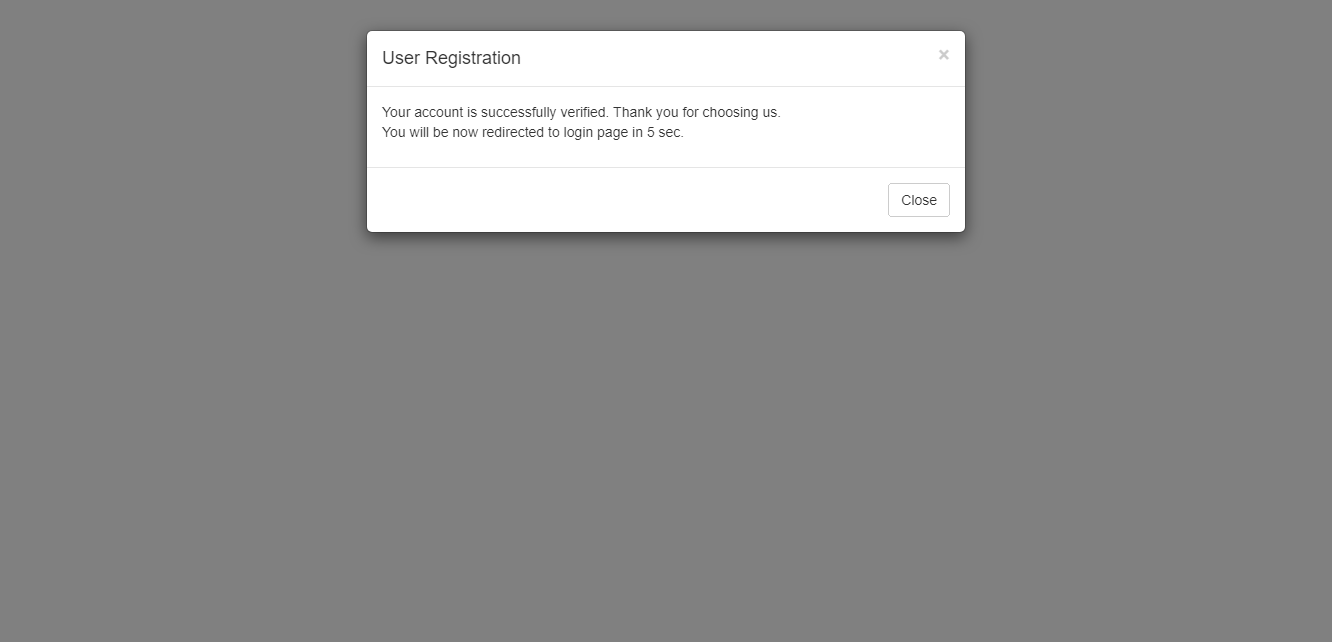 User Registration
×
Your account is successfully verified. Thank you for choosing us.
You will be now redirected to login page in 5 sec.
Close